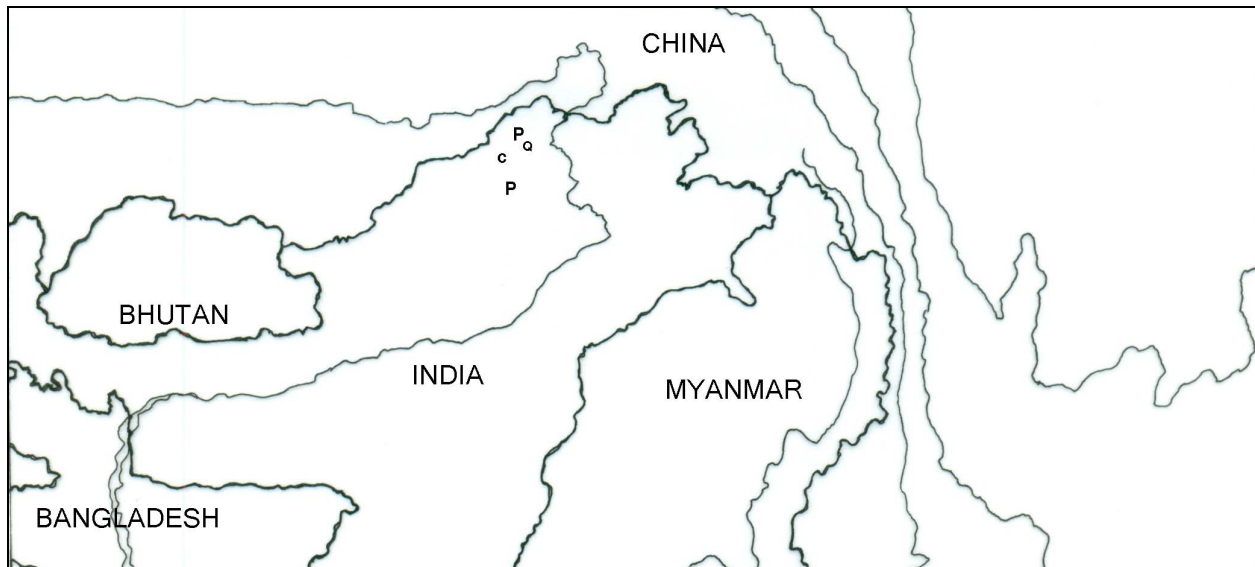 CHINA
P
Q
C
P
BHUTAN
INDIA
MYANMAR
BANGLADESH